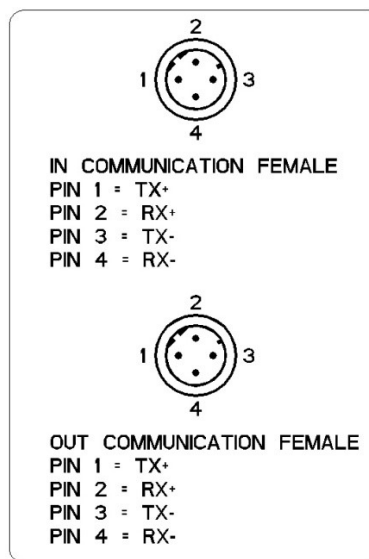 2
1 3
4
IN COMMUNICATION FEMALE
PIN 1 = TX+
PIN 2 = RX+
PIN 3 = TX-
PIN 4 = RX-
2
1 3
4
OUT COMMUNICATION FEMALE
PIN 1 = TX+
PIN 2 = RX+
PIN 3 = TX-
PIN 4 = RX-